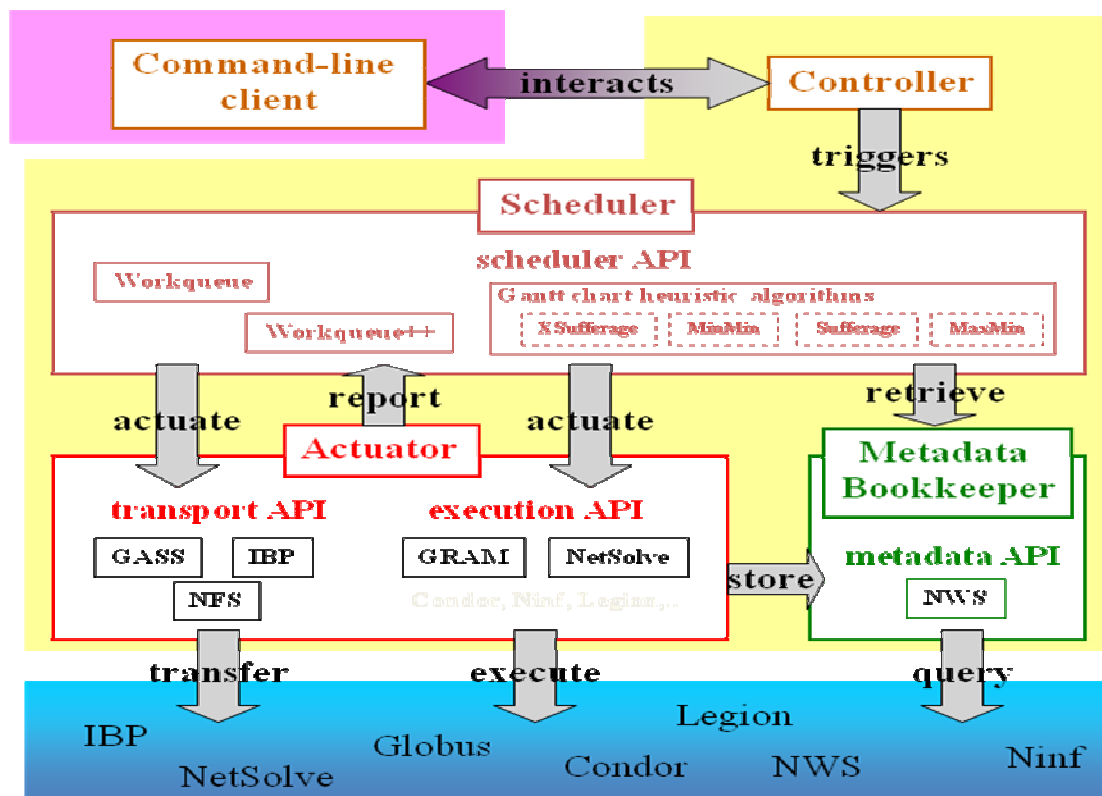 Command-line
client
interacts
Controller
triggers
Scheduler
scheduler API
Workqueue
Workqueue++
Gantt chart heuristic algorithms
XSufferage
MinMin
Sufferage
MaxMin
actuate
report
actuate
retrieve
Actuator
Metadata
Bookkeeper
transport API
execution API
GASS
IBP
NFS
GRAM
NetSolve
Condor, Ninf, Legion,..
store
metadata API
NWS
transfer
execute
query
IBP
NetSolve
Globus
Condor
Legion
NWS
Ninf